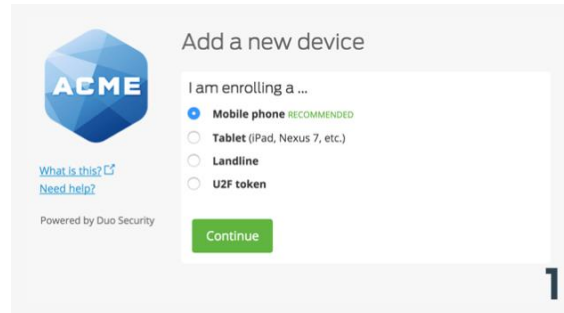 Add a new device
ACME
I am enrolling a ...
Mobile phone RECOMMENDED
Tablet (iPad, Nexus 7, etc.)
Landline
U2F token
What is this?
Need help?
Powered by Duo Security
Continue
1